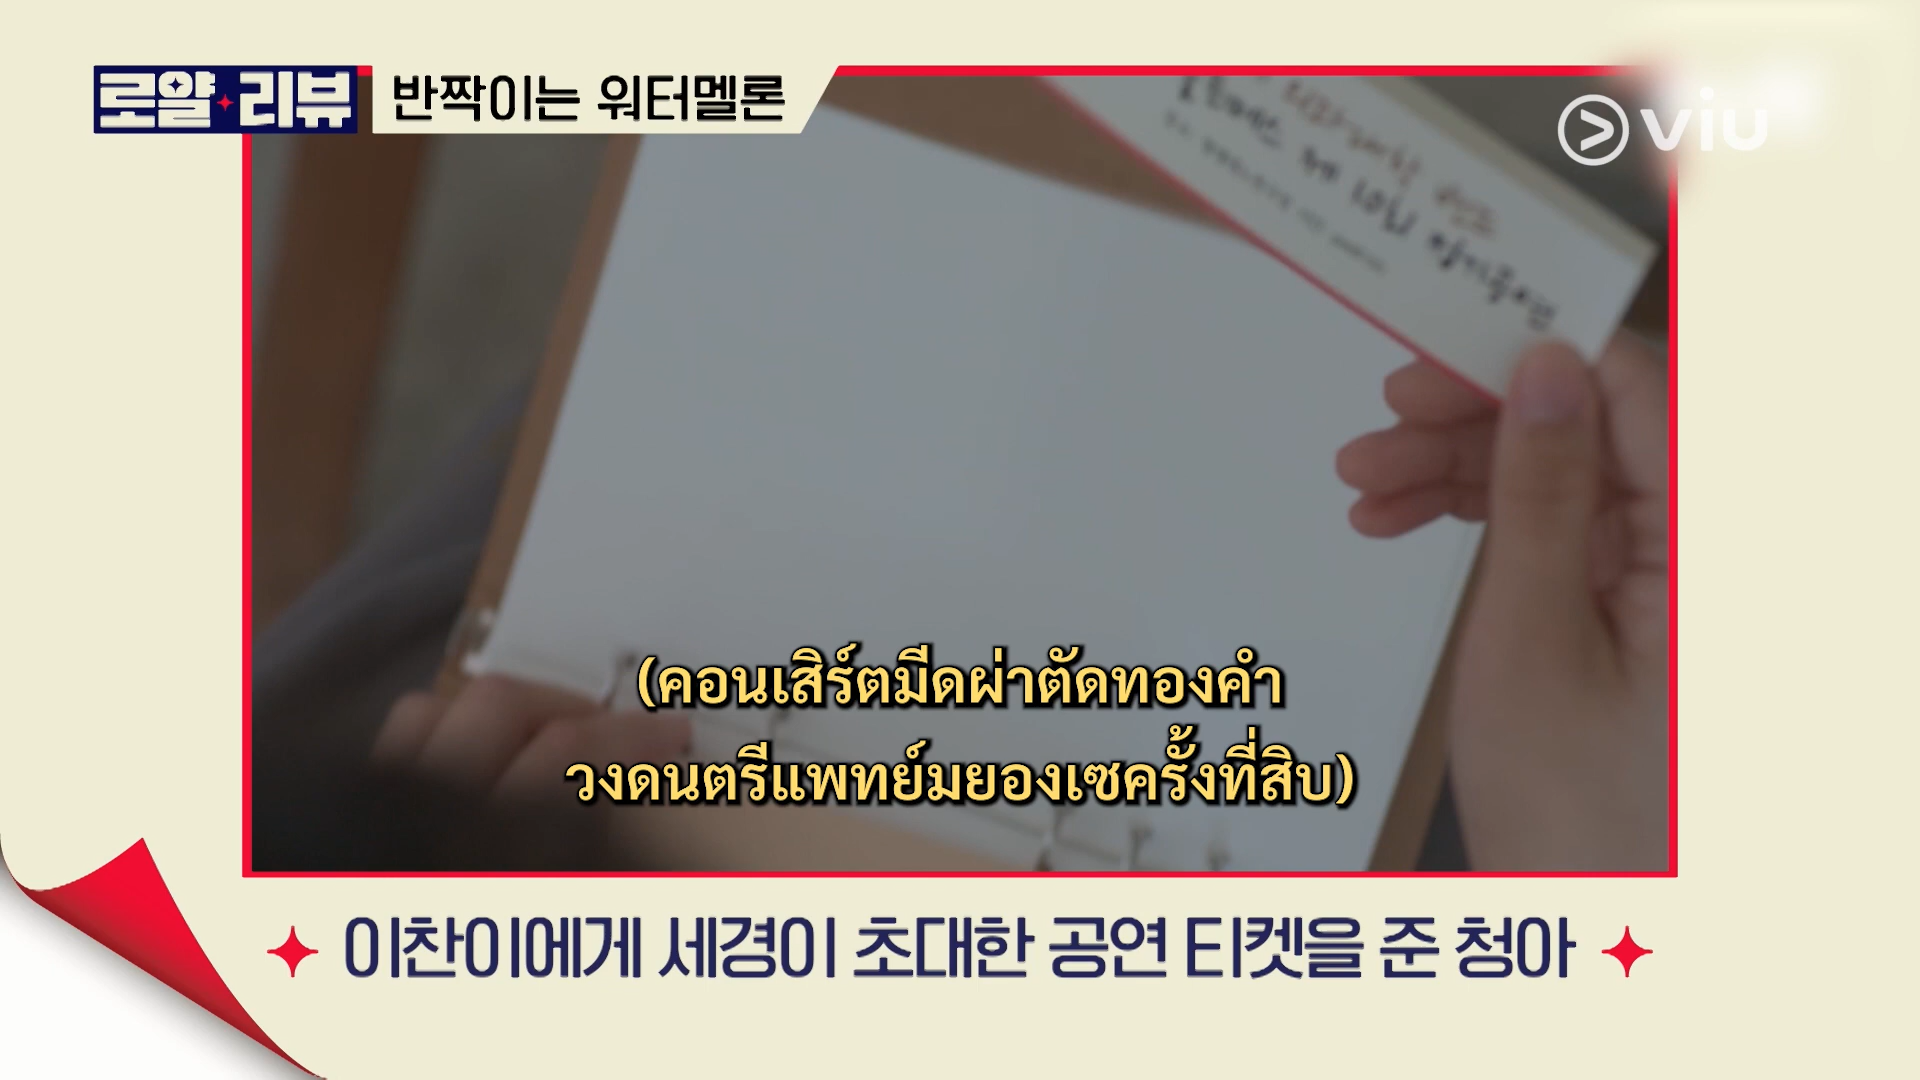 로얄 리뷰
반짝이는 워터멜론
viu
(คอนเสิร์ตมีดผ่าตัดทองคำ
วงดนตรีแพทย์มยองเซครั้งที่สิบ)
이찬이에게 세경이 초대한 공연 티켓을 준 청아